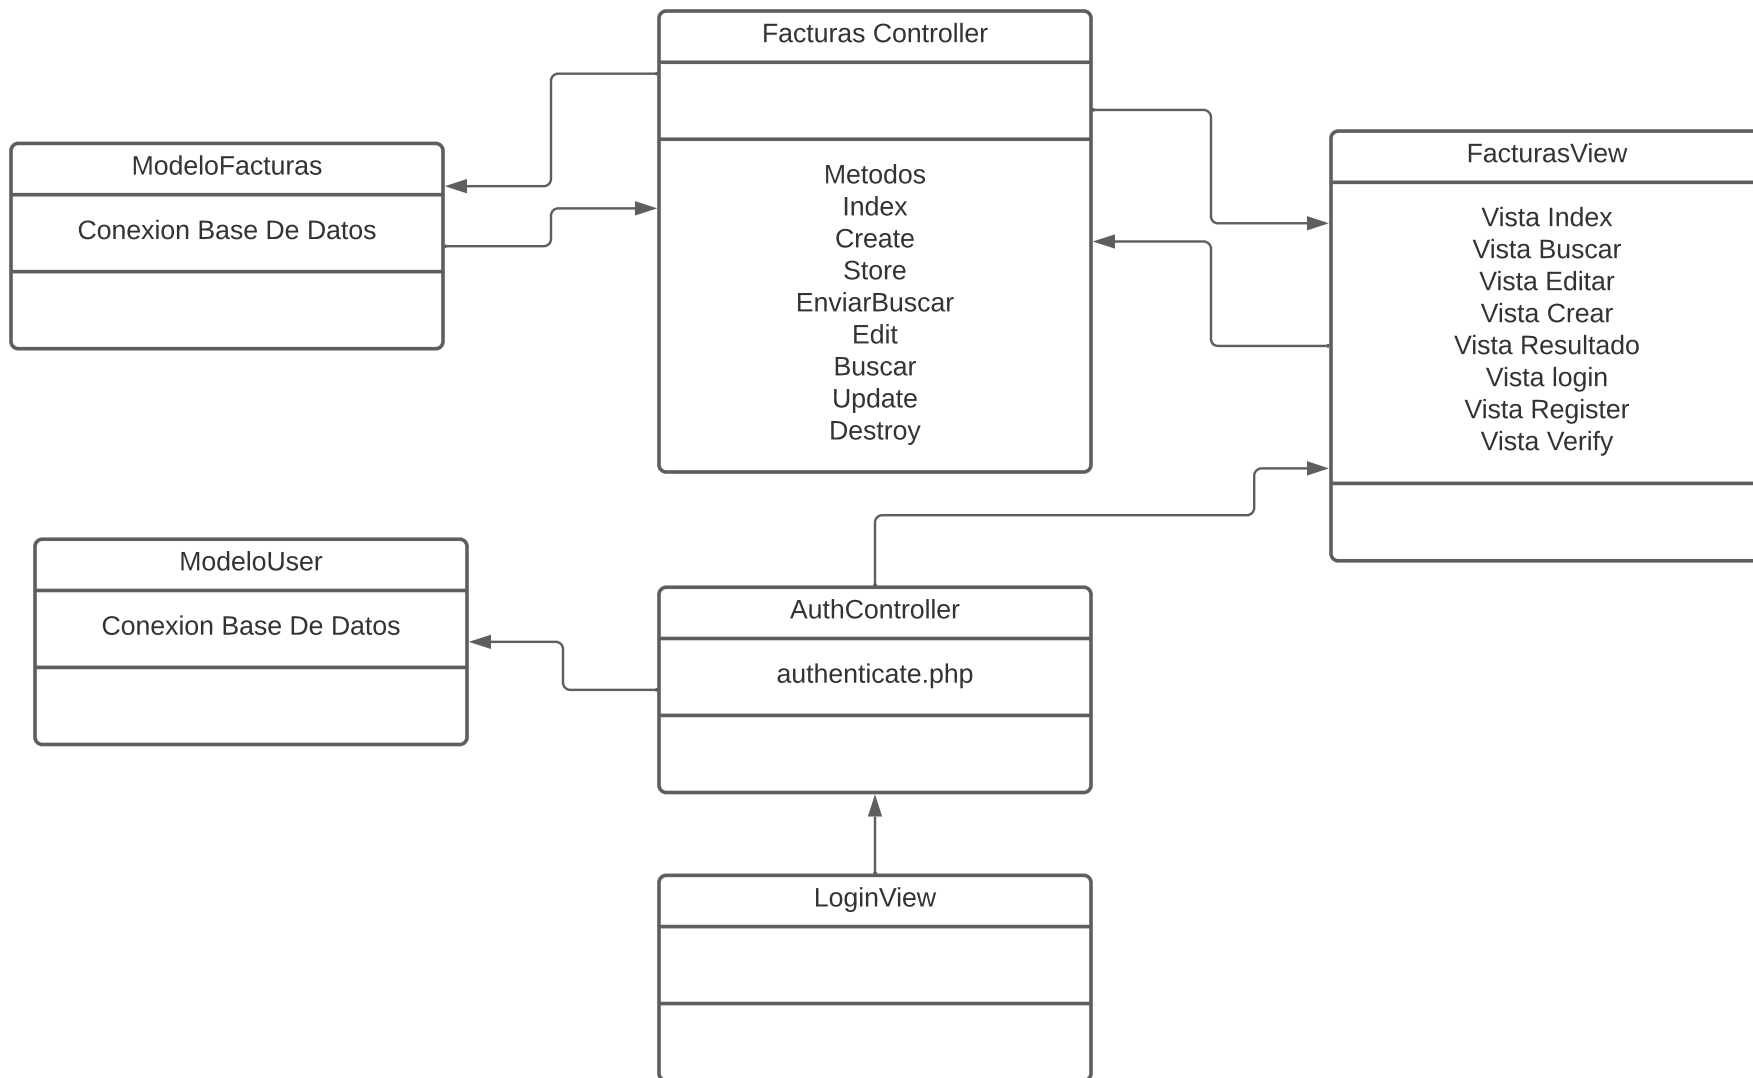 Facturas Controller
Metodos
Index
Create
Store
EnviarBuscar
Edit
Buscar
Update
Destroy
ModeloFacturas
Conexion Base De Datos
FacturasView
Vista Index
Vista Buscar
Vista Editar
Vista Crear
Vista Resultado
Vista login
Vista Register
Vista Verify
ModeloUser
Conexion Base De Datos
AuthController
authenticate.php
LoginView